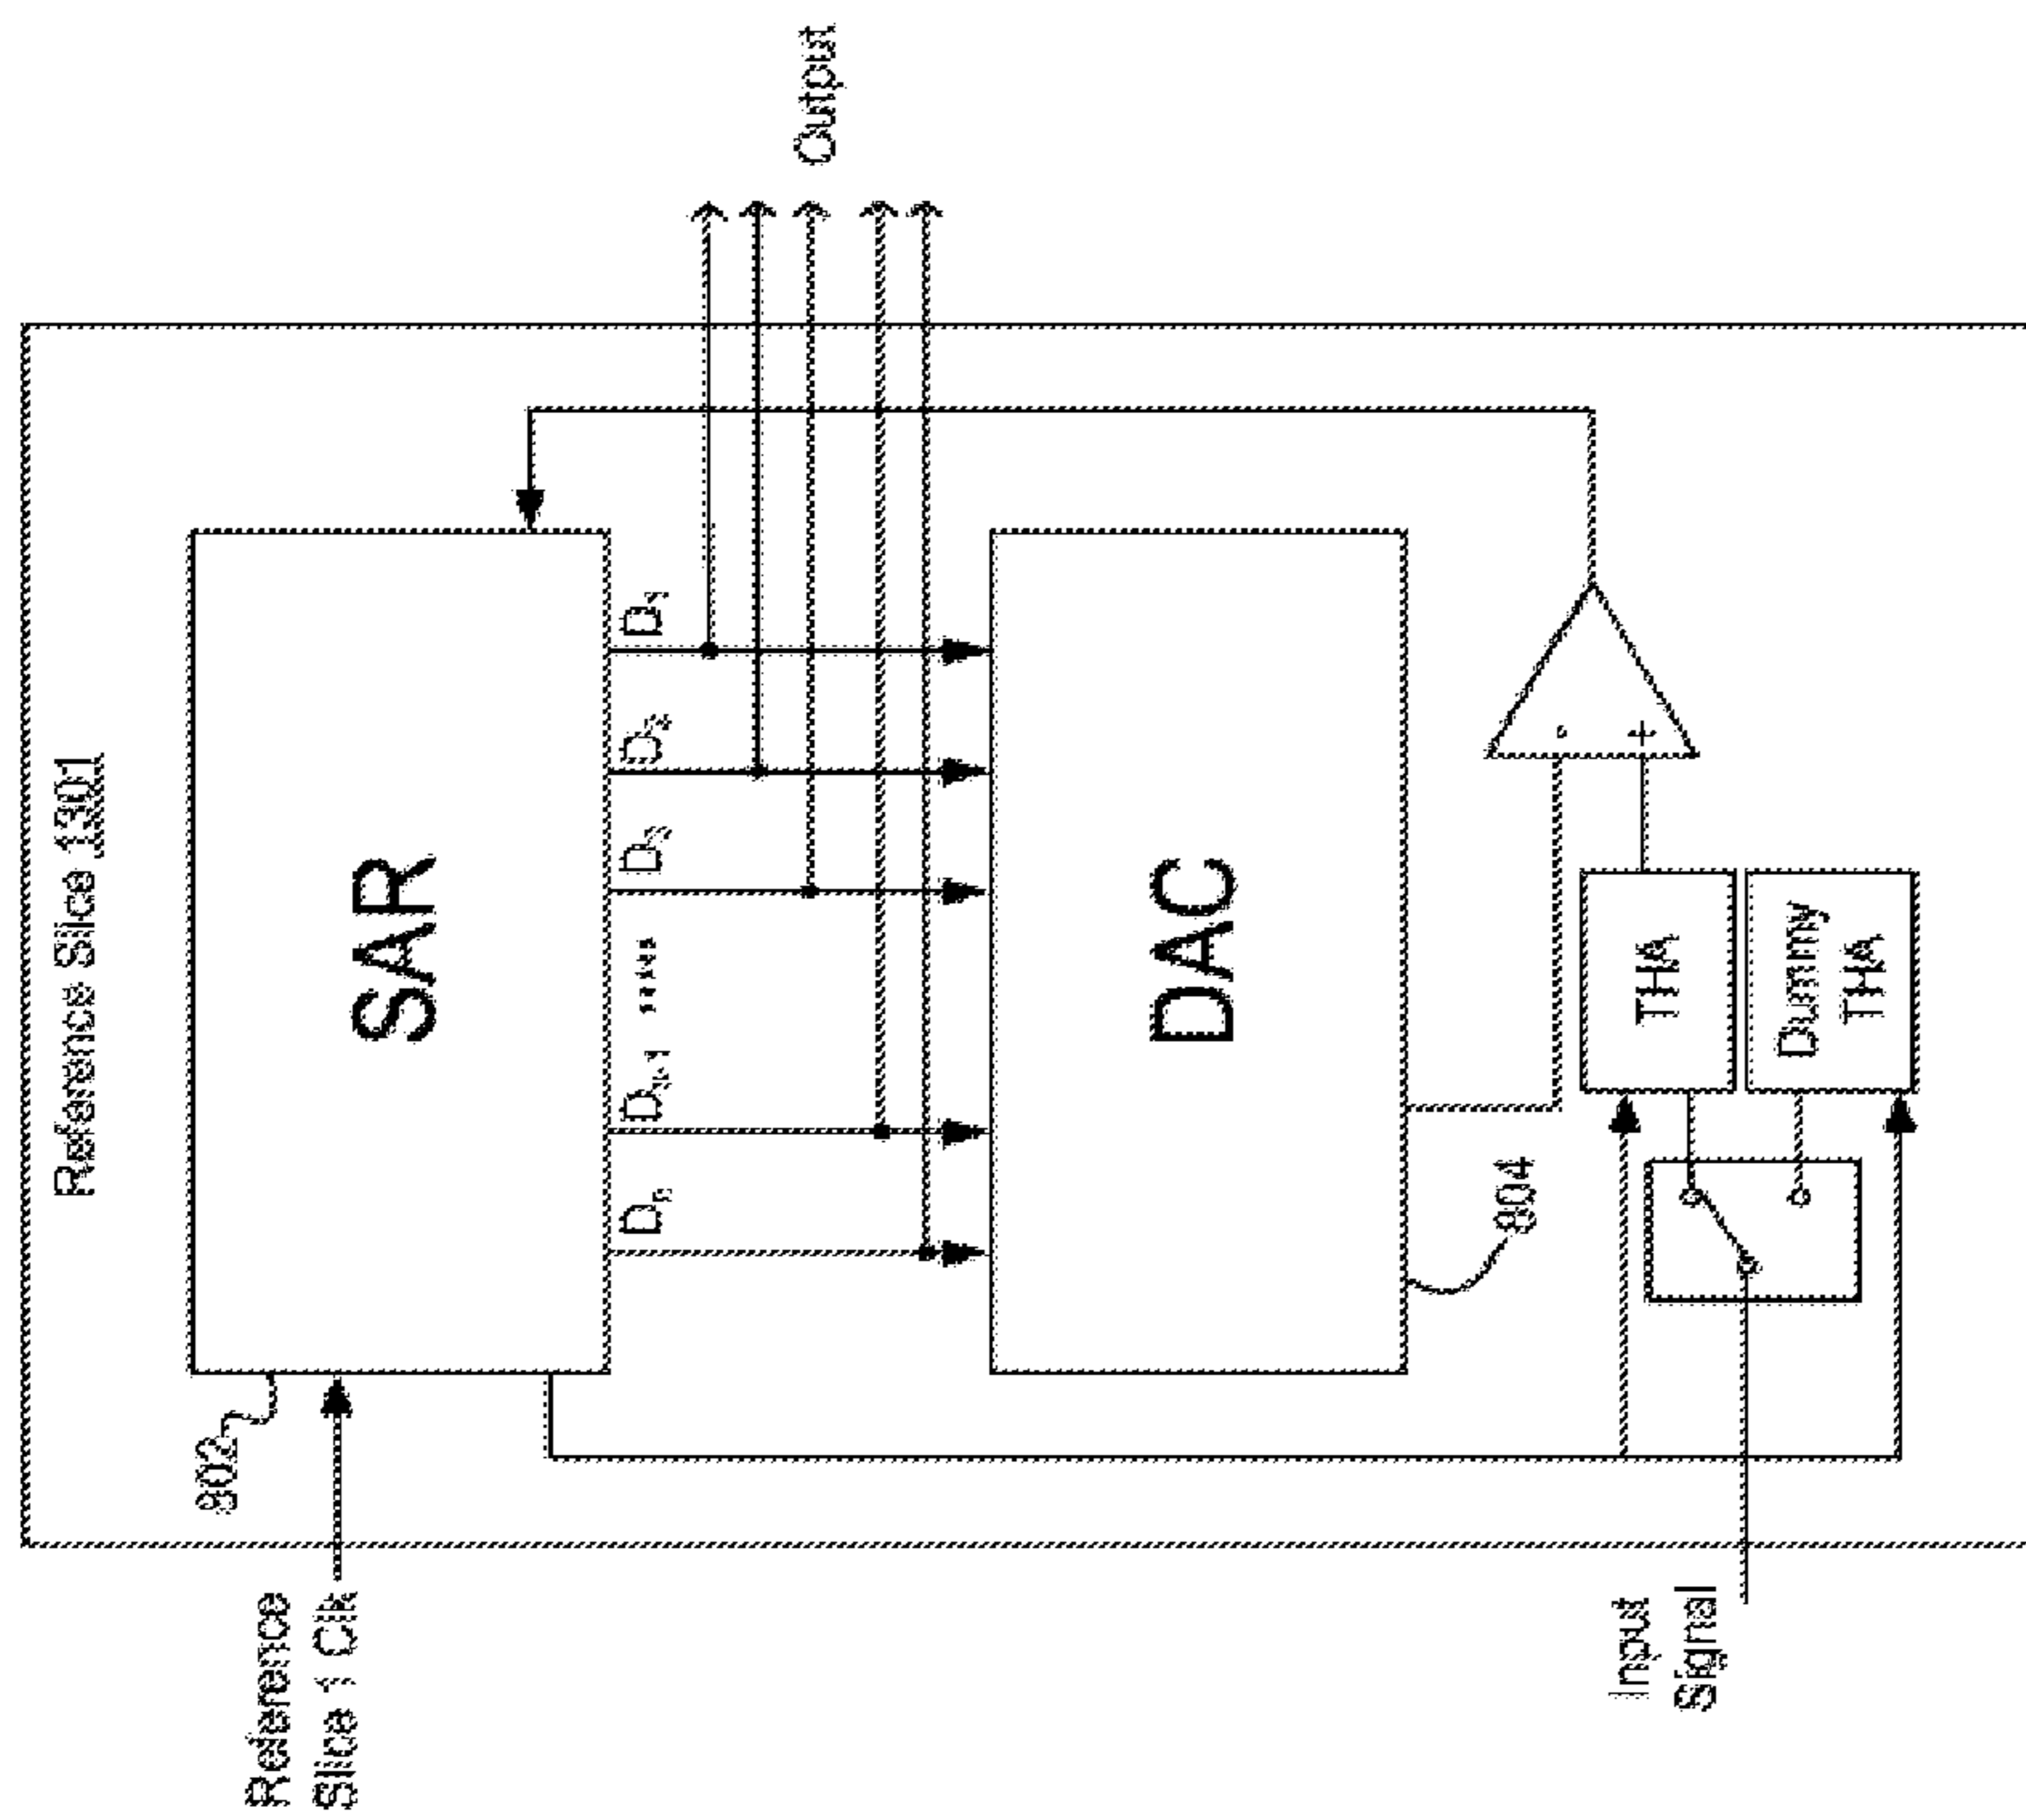 Reference Slice 1301
Reference
Slice 1 Clk
802
SAR
Dn
Dn-1
....
D3
D2
D1
Output
DAC
804
Input
Signal
THA
Dummy
THA
-
+